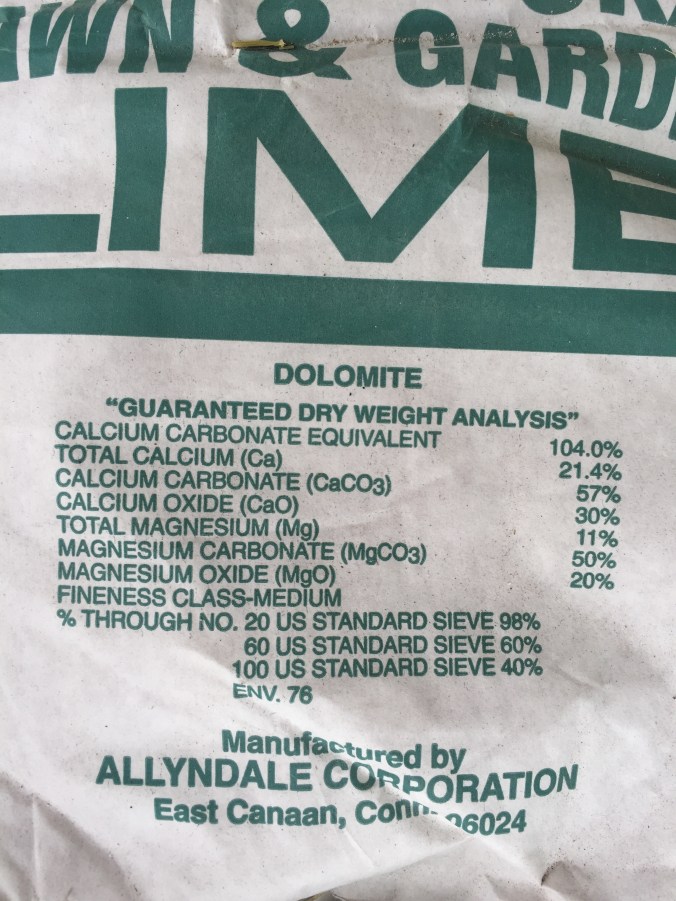 & GARD
LIME
DOLOMITE
"GUARANTEED DRY WEIGHT ANALYSIS"
CALCIUM CARBONATE EQUIVALENT 104.0%
TOTAL CALCIUM (Ca) 21.4%
CALCIUM CARBONATE (CaCO3) 57%
CALCIUM OXIDE (CaO) 30%
TOTAL MAGNESIUM (Mg) 11%
MAGNESIUM CARBONATE (MgCO3) 50%
MAGNESIUM OXIDE (MgO) 20%
FINENESS CLASS-MEDIUM
% THROUGH NO. 20 US STANDARD SIEVE 98%
60 US STANDARD SIEVE 60%
100 US STANDARD SIEVE 40%
ENV. 76
Manufactured by
ALLYNDALE CORPORATION
East Canaan, Conn. 06024